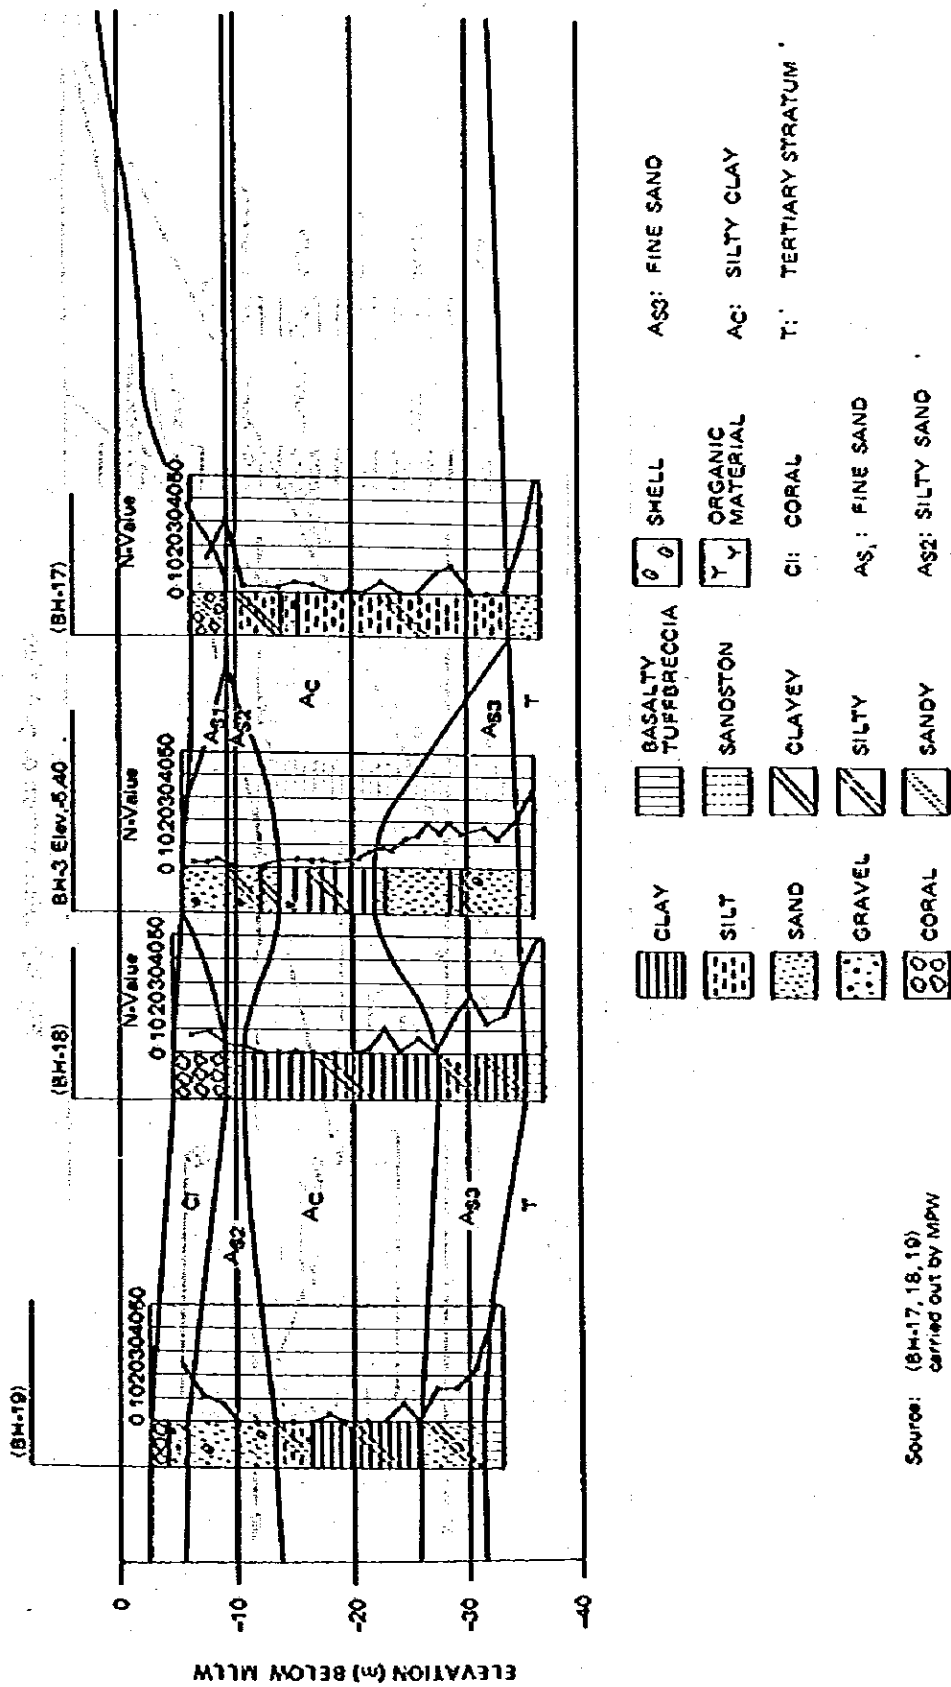 (BH-19)
(BH-18)
BH-3 Elev.-5.40
(BH-17)
N-Value
N-Value
N-Value
0 1020304050
0 1020304050
0 1020304050
0 1020304050
ELEVATION (m) BELOW MLLW
0
-10
-20
-30
-40
Cl
AS2
AC
AS3
T
AS1
AS2
AC
AS3
T
CLAY
SILT
SAND
GRAVEL
CORAL
BASALTY
TUFFBRECCIA
SANDSTON
CLAYEY
SILTY
SANDY
SHELL
ORGANIC
MATERIAL
Cl: CORAL
AS1: FINE SAND
AS2: SILTY SAND
AS3: FINE SAND
AC: SILTY CLAY
T: TERTIARY STRATUM
Source: (BH-17, 18, 19)
carried out by MPW